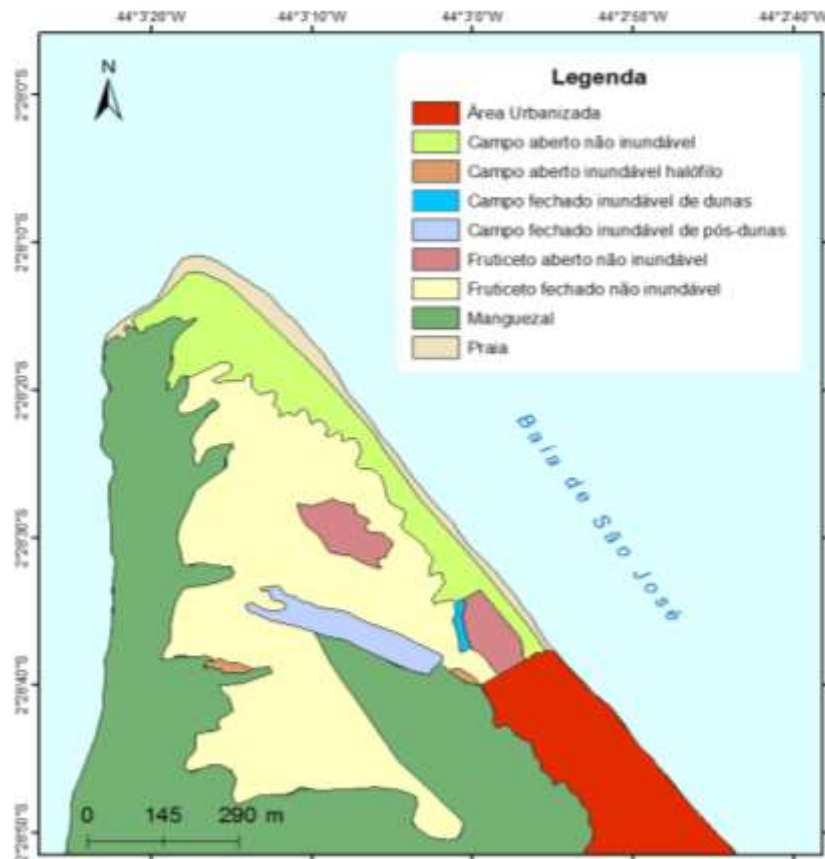 44°3'20"W 44°3'10"W 44°3'0"W 44°2'50"W 44°2'40"W
N
Legenda
Área Urbanizada
Campo aberto não inundável
Campo aberto inundável halófilo
Campo fechado inundável de dunas
Campo fechado inundável de pós-dunas
Fruticeto aberto não inundável
Fruticeto fechado não inundável
Manguezal
Praia
Baía de São José
0 145 290 m